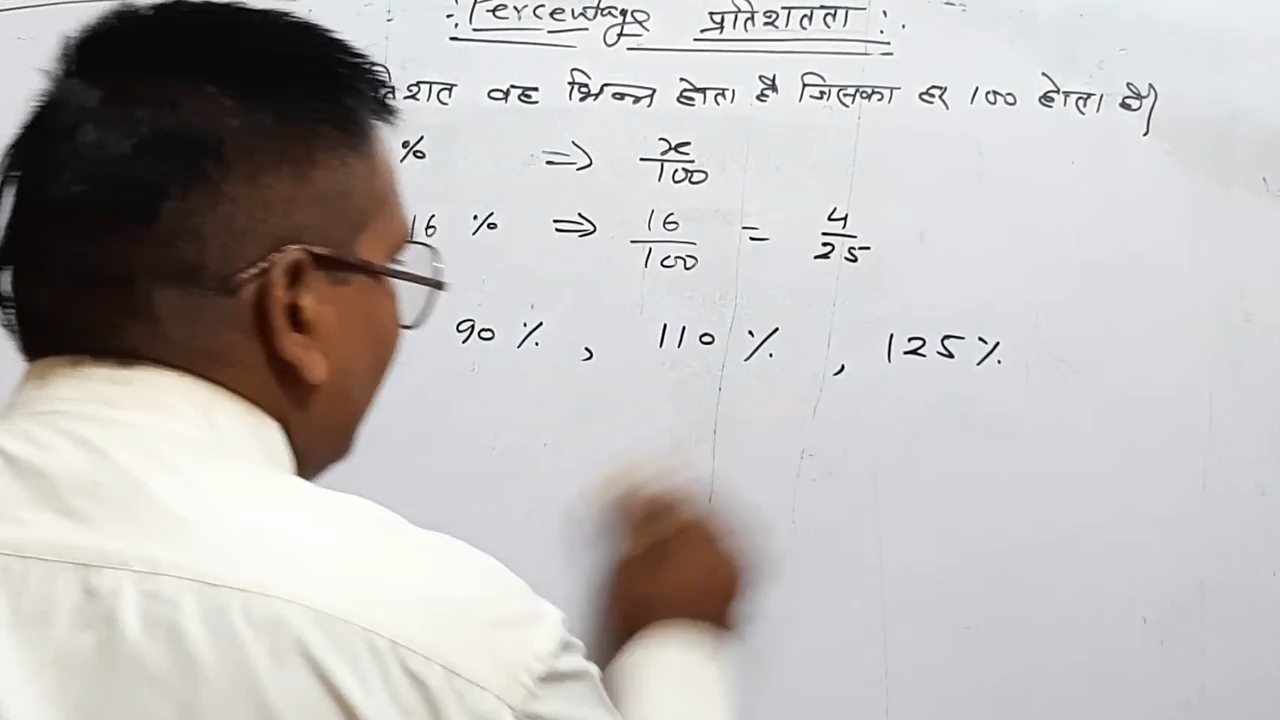 :Percentage प्रतिशतता :.
तिशत वह भिन्न होता है जिसका हर 100 होता है।
% ⇒ x/100
16 % ⇒ 16/100 = 4/25
90 %, 110 %, 125 %